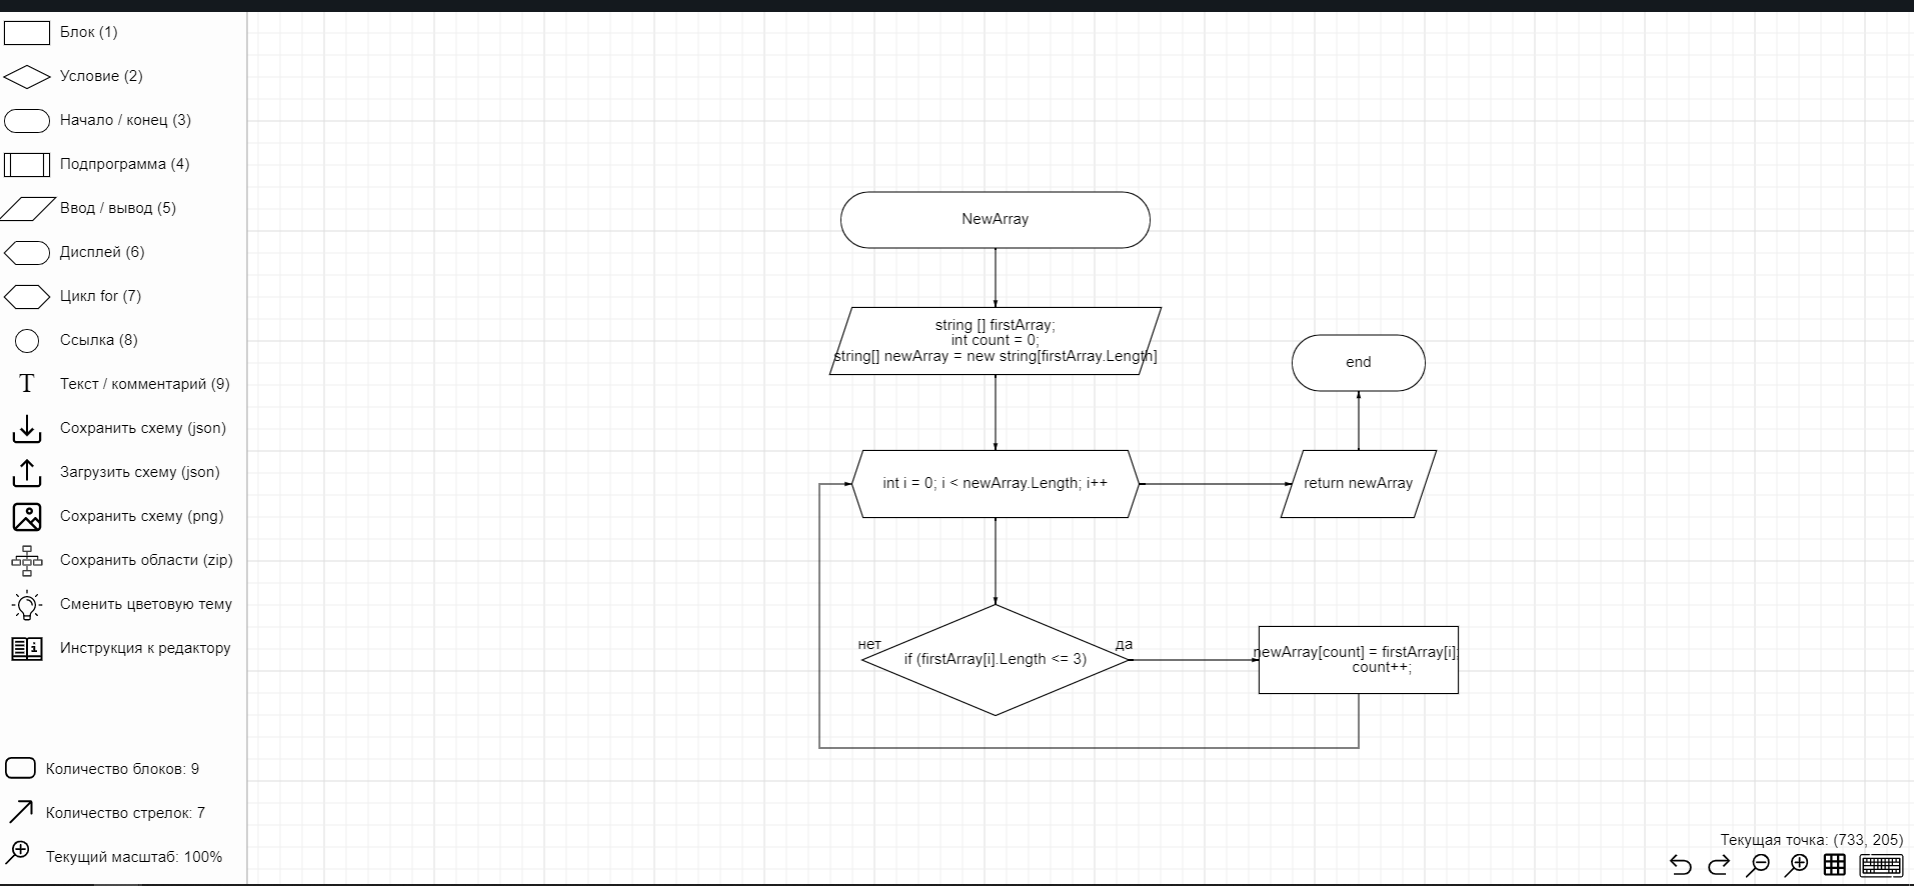 Блок (1)
Условие (2)
Начало / конец (3)
Подпрограмма (4)
Ввод / вывод (5)
Дисплей (6)
Цикл for (7)
Ссылка (8)
T Текст / комментарий (9)
Сохранить схему (json)
Загрузить схему (json)
Сохранить схему (png)
Сохранить области (zip)
Сменить цветовую тему
Инструкция к редактору
Количество блоков: 9
Количество стрелок: 7
Текущий масштаб: 100%
NewArray
string [] firstArray;
int count = 0;
string[] newArray = new string[firstArray.Length]
end
int i = 0; i < newArray.Length; i++
return newArray
нет
да
if (firstArray[i].Length <= 3)
newArray[count] = firstArray[i];
count++;
Текущая точка: (733, 205)